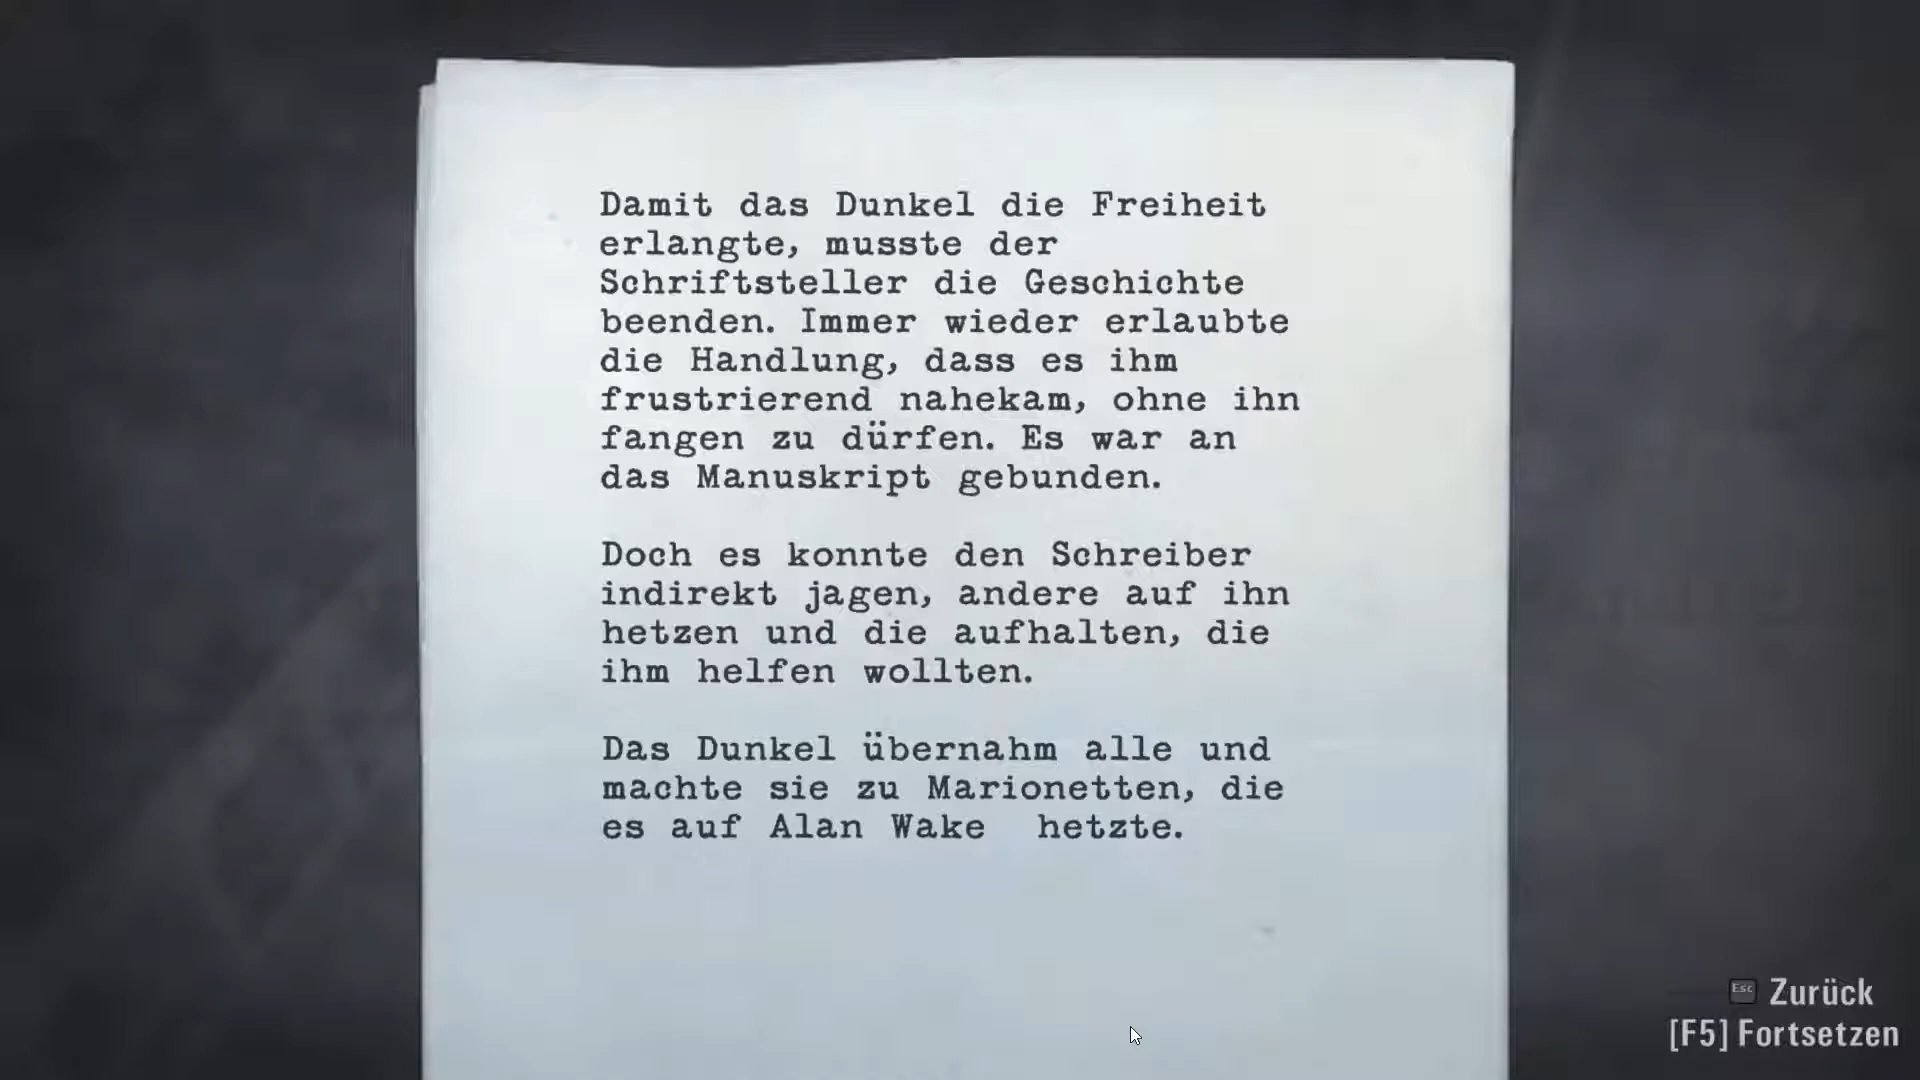 Damit das Dunkel die Freiheit
erlangte, musste der
Schriftsteller die Geschichte
beenden. Immer wieder erlaubte
die Handlung, dass es ihm
frustrierend nahekam, ohne ihn
fangen zu dürfen. Es war an
das Manuskript gebunden.
Doch es konnte den Schreiber
indirekt jagen, andere auf ihn
hetzen und die aufhalten, die
ihm helfen wollten.
Das Dunkel übernahm alle und
machte sie zu Marionetten, die
es auf Alan Wake  hetzte.
Esc Zurück
[F5] Fortsetzen